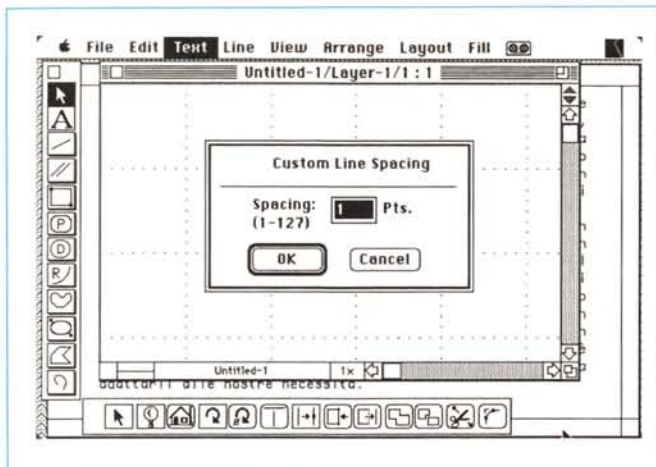 File Edit Text Line View Arrange Layout Fill
Untitled-1/Layer-1/1:1
A
P
D
R
Custom Line Spacing
Spacing: 1 Pts.
(1-127)
OK Cancel
Untitled-1 1x
adattarli alle nostre necessità.